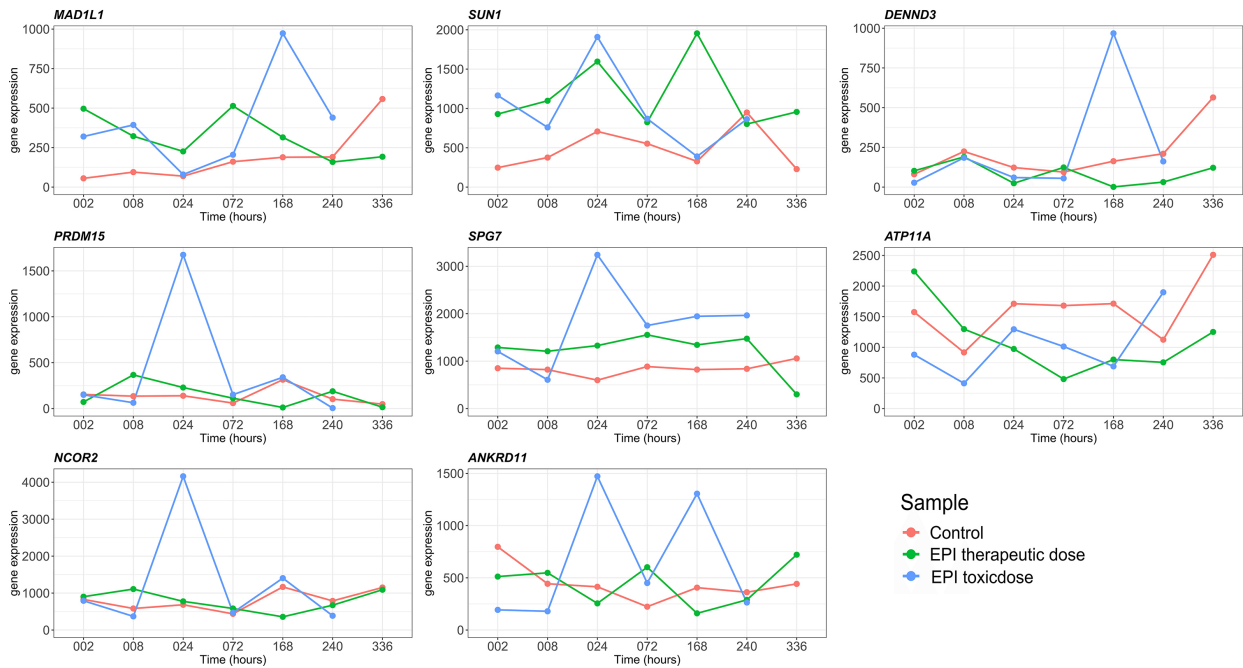 MAD1L1
gene expression
1000
750
500
250
0
002 008 024 072 168 240 336
Time (hours)
SUN1
gene expression
2000
1500
1000
500
0
002 008 024 072 168 240 336
Time (hours)
DENND3
gene expression
1000
750
500
250
0
002 008 024 072 168 240 336
Time (hours)
PRDM15
gene expression
1500
1000
500
0
002 008 024 072 168 240 336
Time (hours)
SPG7
gene expression
3000
2000
1000
0
002 008 024 072 168 240 336
Time (hours)
ATP11A
gene expression
2500
2000
1500
1000
500
0
002 008 024 072 168 240 336
Time (hours)
NCOR2
gene expression
4000
3000
2000
1000
0
002 008 024 072 168 240 336
Time (hours)
ANKRD11
gene expression
1500
1000
500
0
002 008 024 072 168 240 336
Time (hours)
Sample
Control
EPI therapeutic dose
EPI toxicdose